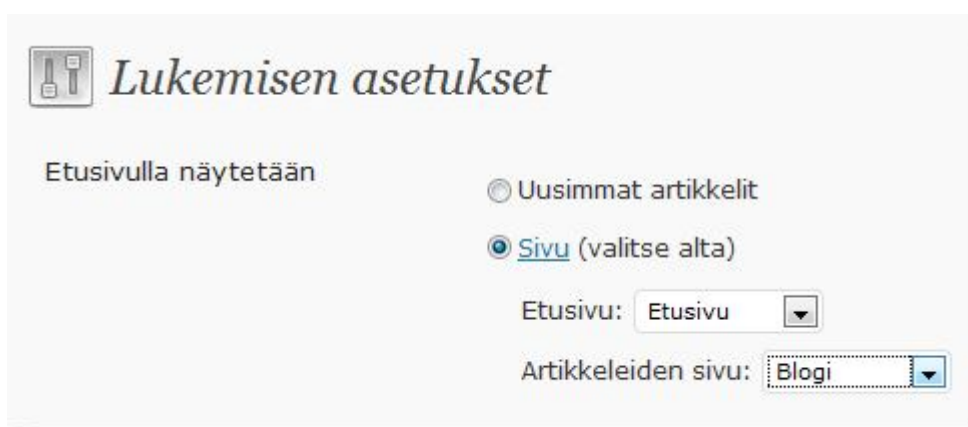 Lukemisen asetukset
Etusivulla näytetään
Uusimmat artikkelit
Sivu (valitse alta)
Etusivu: Etusivu
Artikkeleiden sivu: Blogi